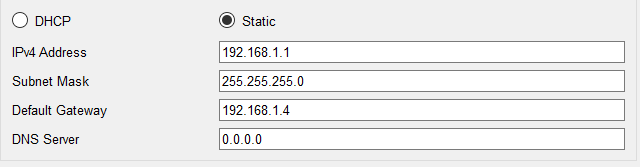 DHCP Static
IPv4 Address 192.168.1.1
Subnet Mask 255.255.255.0
Default Gateway 192.168.1.4
DNS Server 0.0.0.0